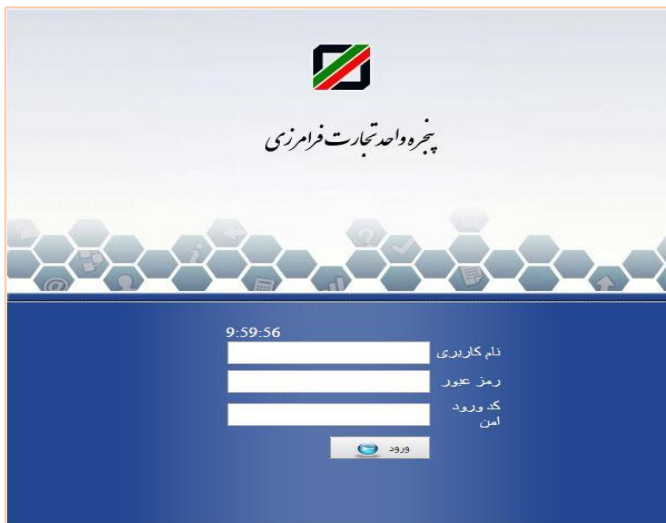 پنجره واحد تجارت فرامرزی
9:59:56
نام کاربری
رمز عبور
کد ورود
امن
ورود